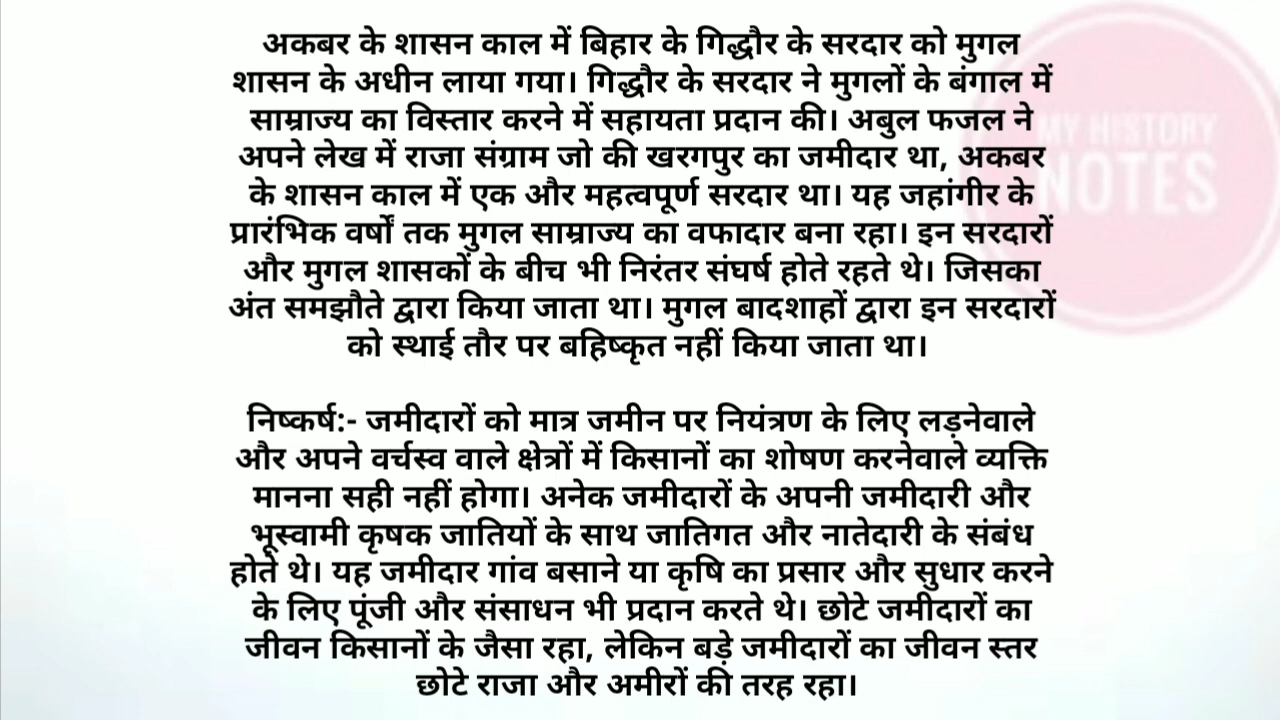 अकबर के शासन काल में बिहार के गिद्धौर के सरदार को मुगल
शासन के अधीन लाया गया। गिद्धौर के सरदार ने मुगलों के बंगाल में
साम्राज्य का विस्तार करने में सहायता प्रदान की। अबुल फजल ने
अपने लेख में राजा संग्राम जो की खरगपुर का जमीदार था, अकबर
के शासन काल में एक और महत्वपूर्ण सरदार था। यह जहांगीर के
प्रारंभिक वर्षों तक मुगल साम्राज्य का वफादार बना रहा। इन सरदारों
और मुगल शासकों के बीच भी निरंतर संघर्ष होते रहते थे। जिसका
अंत समझौते द्वारा किया जाता था। मुगल बादशाहों द्वारा इन सरदारों
को स्थाई तौर पर बहिष्कृत नहीं किया जाता था।
निष्कर्ष:- जमीदारों को मात्र जमीन पर नियंत्रण के लिए लड़नेवाले
और अपने वर्चस्व वाले क्षेत्रों में किसानों का शोषण करनेवाले व्यक्ति
मानना सही नहीं होगा। अनेक जमीदारों के अपनी जमीदारी और
भूस्वामी कृषक जातियों के साथ जातिगत और नातेदारी के संबंध
होते थे। यह जमीदार गांव बसाने या कृषि का प्रसार और सुधार करने
के लिए पूंजी और संसाधन भी प्रदान करते थे। छोटे जमीदारों का
जीवन किसानों के जैसा रहा, लेकिन बड़े जमीदारों का जीवन स्तर
छोटे राजा और अमीरों की तरह रहा।
MY HISTORY
NOTES